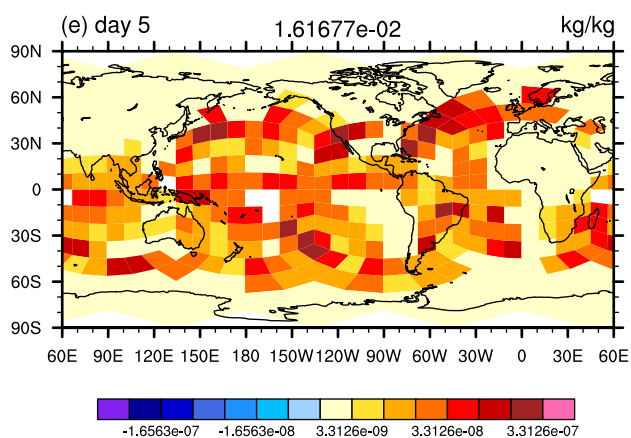 (e) day 5 1.61677e-02 kg/kg
90N
60N
30N
0
30S
60S
90S
60E 90E 120E 150E 180 150W 120W 90W 60W 30W 0 30E 60E
-1.6563e-07 -1.6563e-08 3.3126e-09 3.3126e-09 3.3126e-07